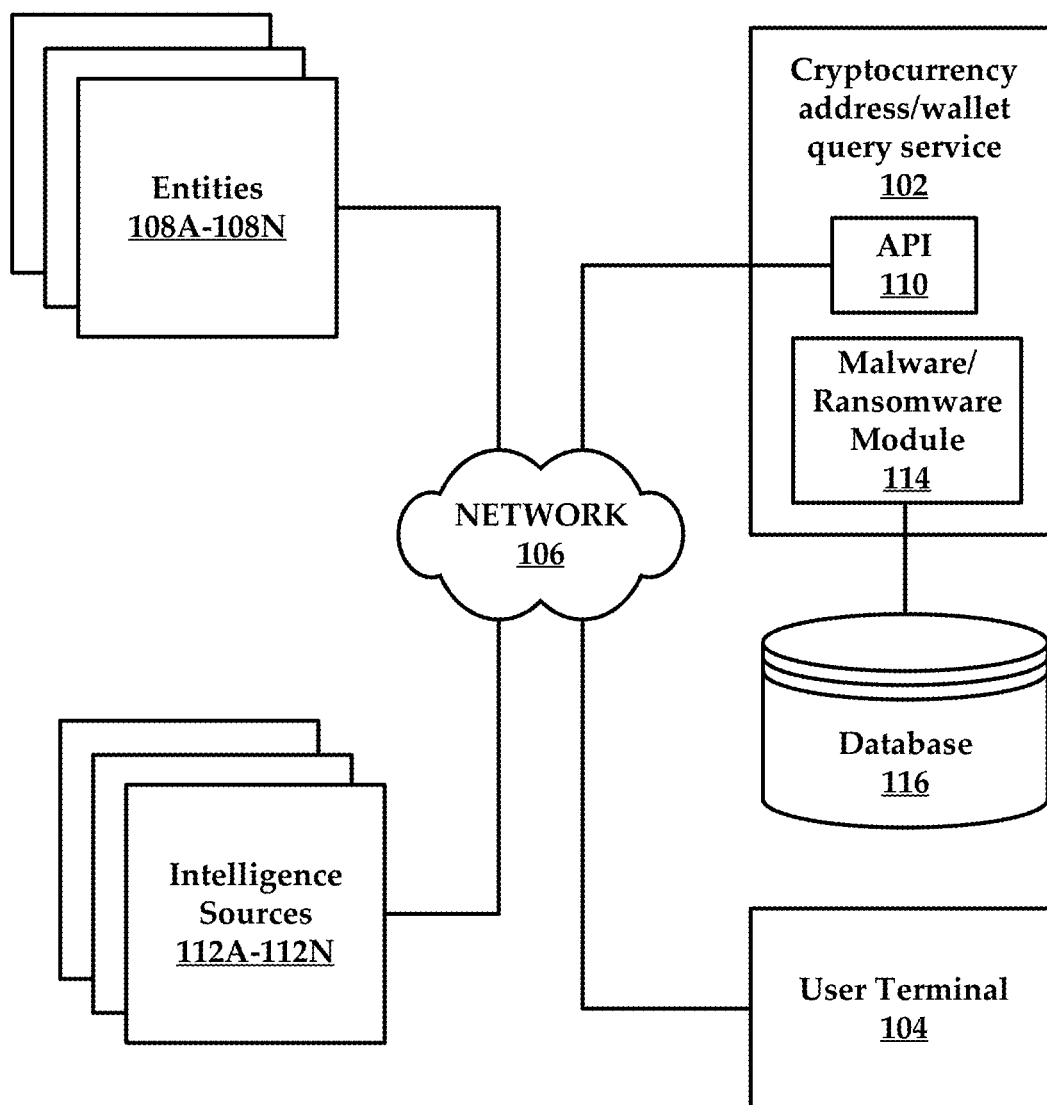 Entities
108A-108N
Cryptocurrency
address/wallet
query service
102
API
110
Malware/
Ransomware
Module
114
NETWORK
106
Database
116
Intelligence
Sources
112A-112N
User Terminal
104